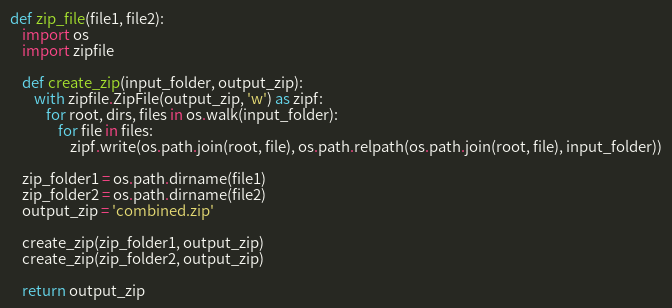 def zip_file(file1, file2):
    import os
    import zipfile

    def create_zip(input_folder, output_zip):
        with zipfile.ZipFile(output_zip, 'w') as zipf:
            for root, dirs, files in os.walk(input_folder):
                for file in files:
                    zipf.write(os.path.join(root, file), os.path.relpath(os.path.join(root, file), input_folder))

    zip_folder1 = os.path.dirname(file1)
    zip_folder2 = os.path.dirname(file2)
    output_zip = 'combined.zip'

    create_zip(zip_folder1, output_zip)
    create_zip(zip_folder2, output_zip)

    return output_zip